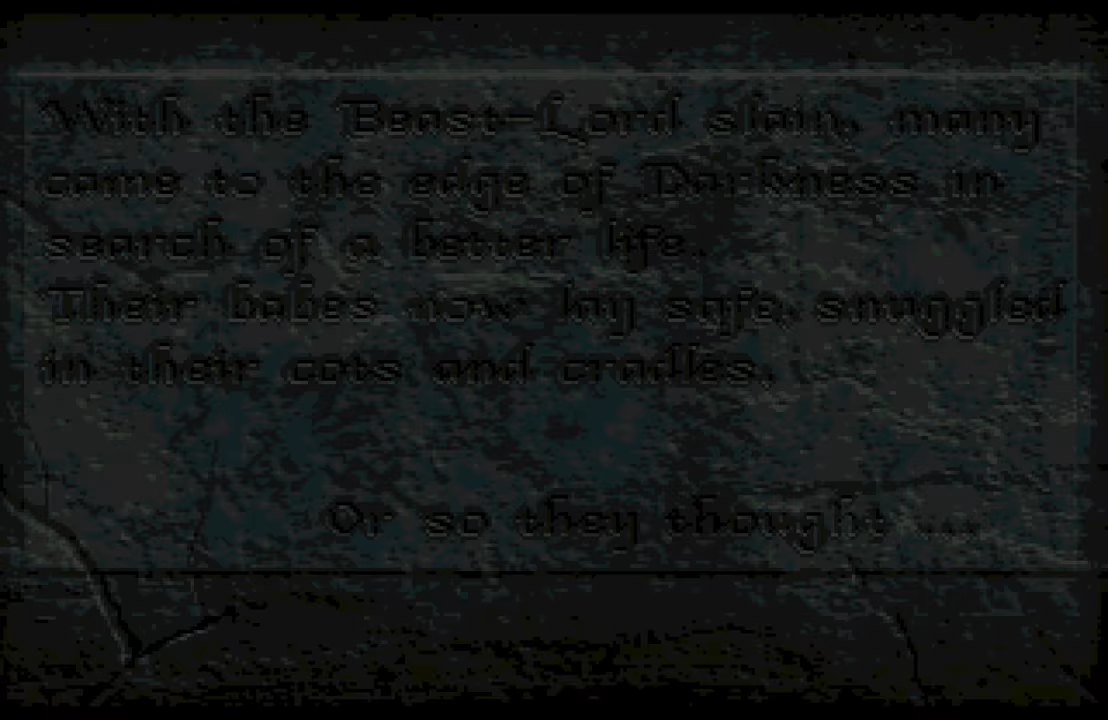 With the Beast-Lord slain, many
came to the edge of Darkness in
search of a better life.
Their babes now lay safe, snuggled
in their cots and cradles.
Or so they thought ...